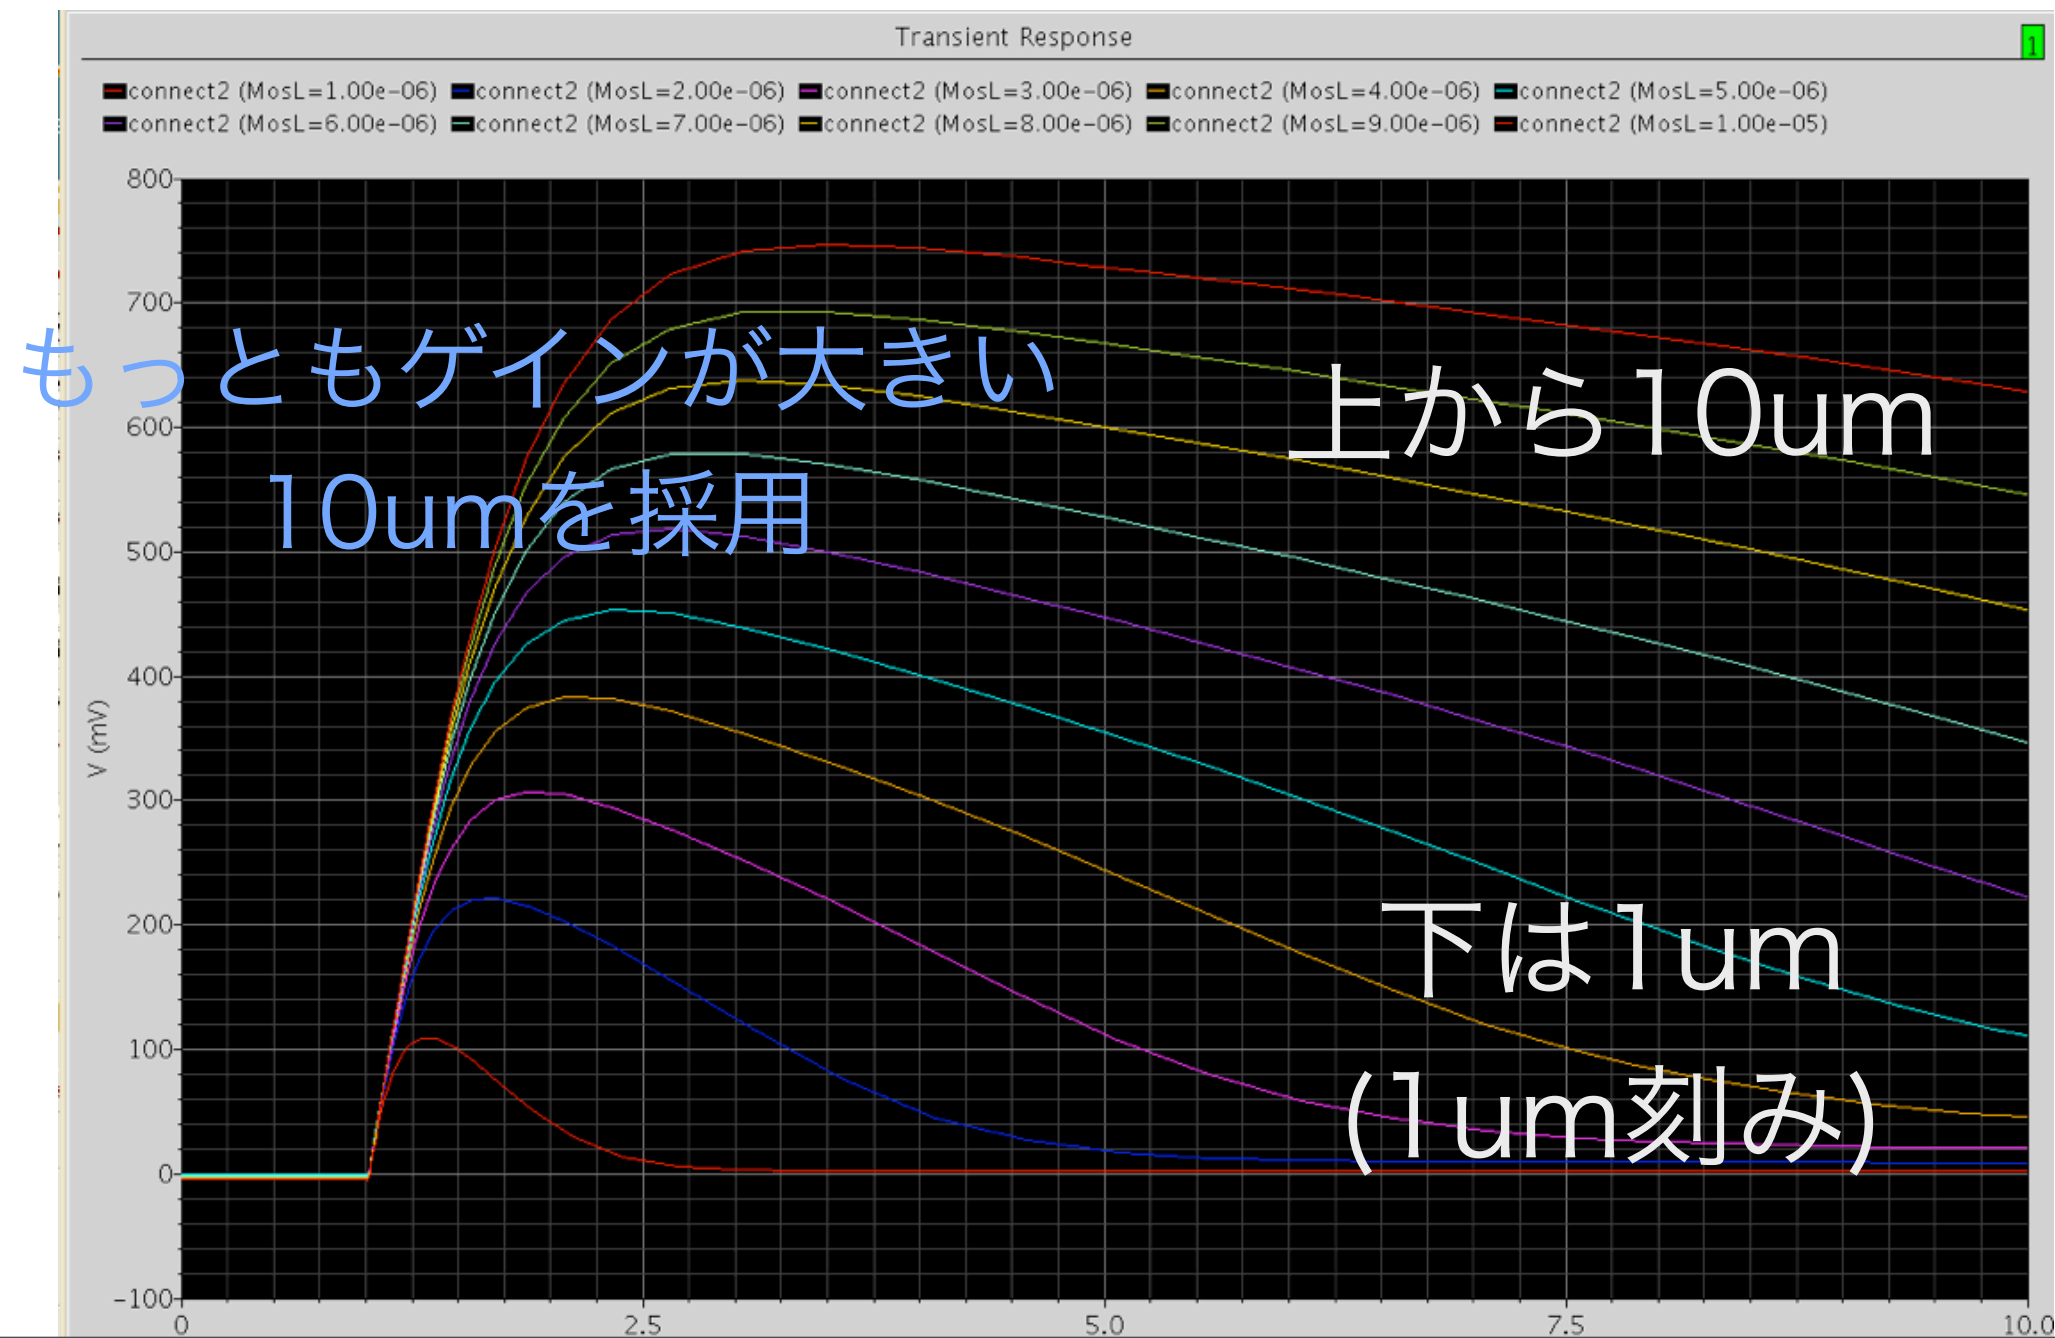 Transient Response
1
connect2 (MosL=1.00e-06) connect2 (MosL=2.00e-06) connect2 (MosL=3.00e-06) connect2 (MosL=4.00e-06) connect2 (MosL=5.00e-06)
connect2 (MosL=6.00e-06) connect2 (MosL=7.00e-06) connect2 (MosL=8.00e-06) connect2 (MosL=9.00e-06) connect2 (MosL=1.00e-05)
800
700
600
500
400
300
200
100
0
-100
V (mV)
もっともゲインが大きい
10umを採用
上から10um
下は1um
(1um刻み)
0 2.5 5.0 7.5 10.0